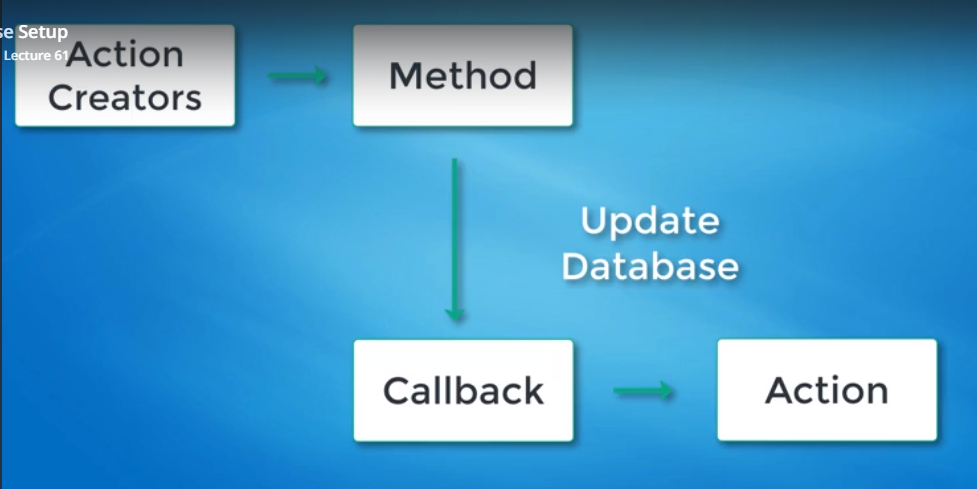 se Setup
Lecture 61
Action
Creators
Method
Update
Database
Callback
Action